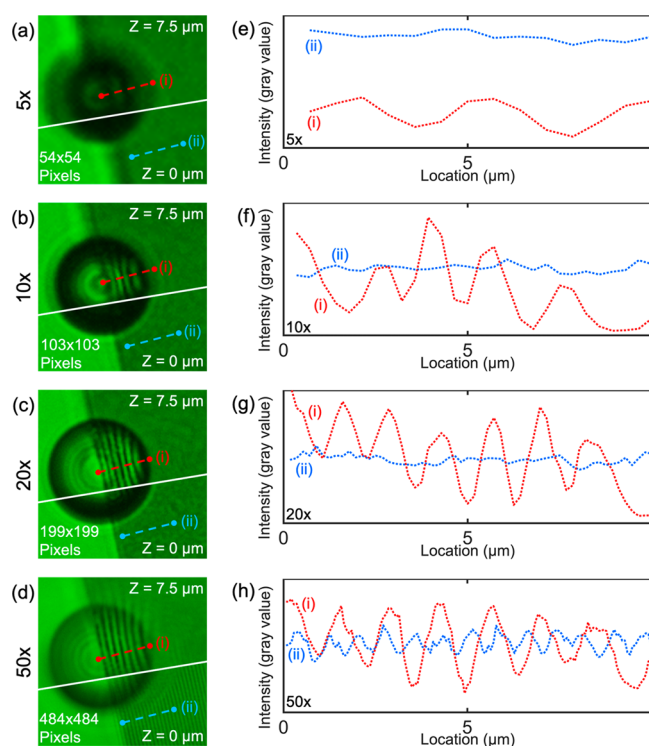 (a)
Z = 7.5 µm
(i)
5x
54x54
Pixels
(ii)
Z = 0 µm
(e)
Intensity (gray value)
(ii)
(i)
5x
0
5
Location (µm)
(b)
Z = 7.5 µm
(i)
10x
103x103
Pixels
(ii)
Z = 0 µm
(f)
Intensity (gray value)
(ii)
(i)
10x
0
5
Location (µm)
(c)
Z = 7.5 µm
(i)
20x
199x199
Pixels
(ii)
Z = 0 µm
(g)
Intensity (gray value)
(i)
(ii)
20x
0
5
Location (µm)
(d)
Z = 7.5 µm
(i)
50x
484x484
Pixels
(ii)
Z = 0 µm
(h)
Intensity (gray value)
(i)
(ii)
50x
0
5
Location (µm)